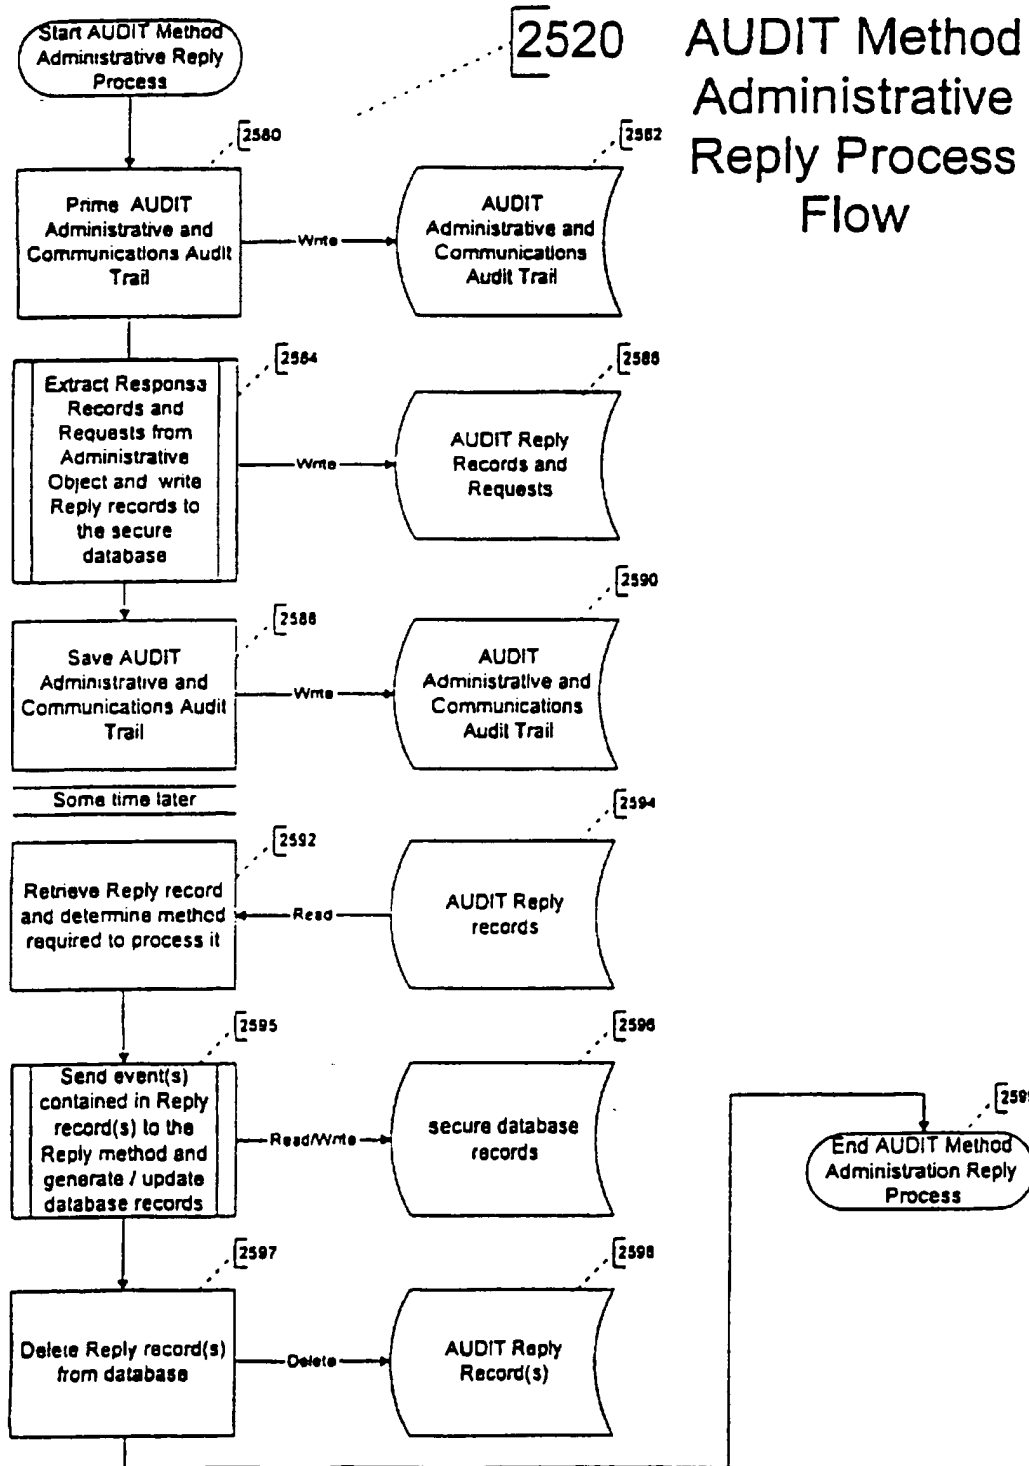 2520
AUDIT Method
Administrative
Reply Process
Flow
Start AUDIT Method
Administrative Reply
Process
2580
2582
Prime AUDIT
Administrative and
Communications Audit
Trail
Write
AUDIT
Administrative and
Communications
Audit Trail
2584
2586
Extract Response
Records and
Requests from
Administrative
Object and write
Reply records to
the secure
database
Write
AUDIT Reply
Records and
Requests
2588
2590
Save AUDIT
Administrative and
Communications Audit
Trail
Write
AUDIT
Administrative and
Communications
Audit Trail
Some time later
2592
2594
Retrieve Reply record
and determine method
required to process it
Read
AUDIT Reply
records
2595
2596
Send event(s)
contained in Reply
record(s) to the
Reply method and
generate / update
database records
Read/Write
secure database
records
2597
2598
Delete Reply record(s)
from database
Delete
AUDIT Reply
Record(s)
2599
End AUDIT Method
Administration Reply
Process